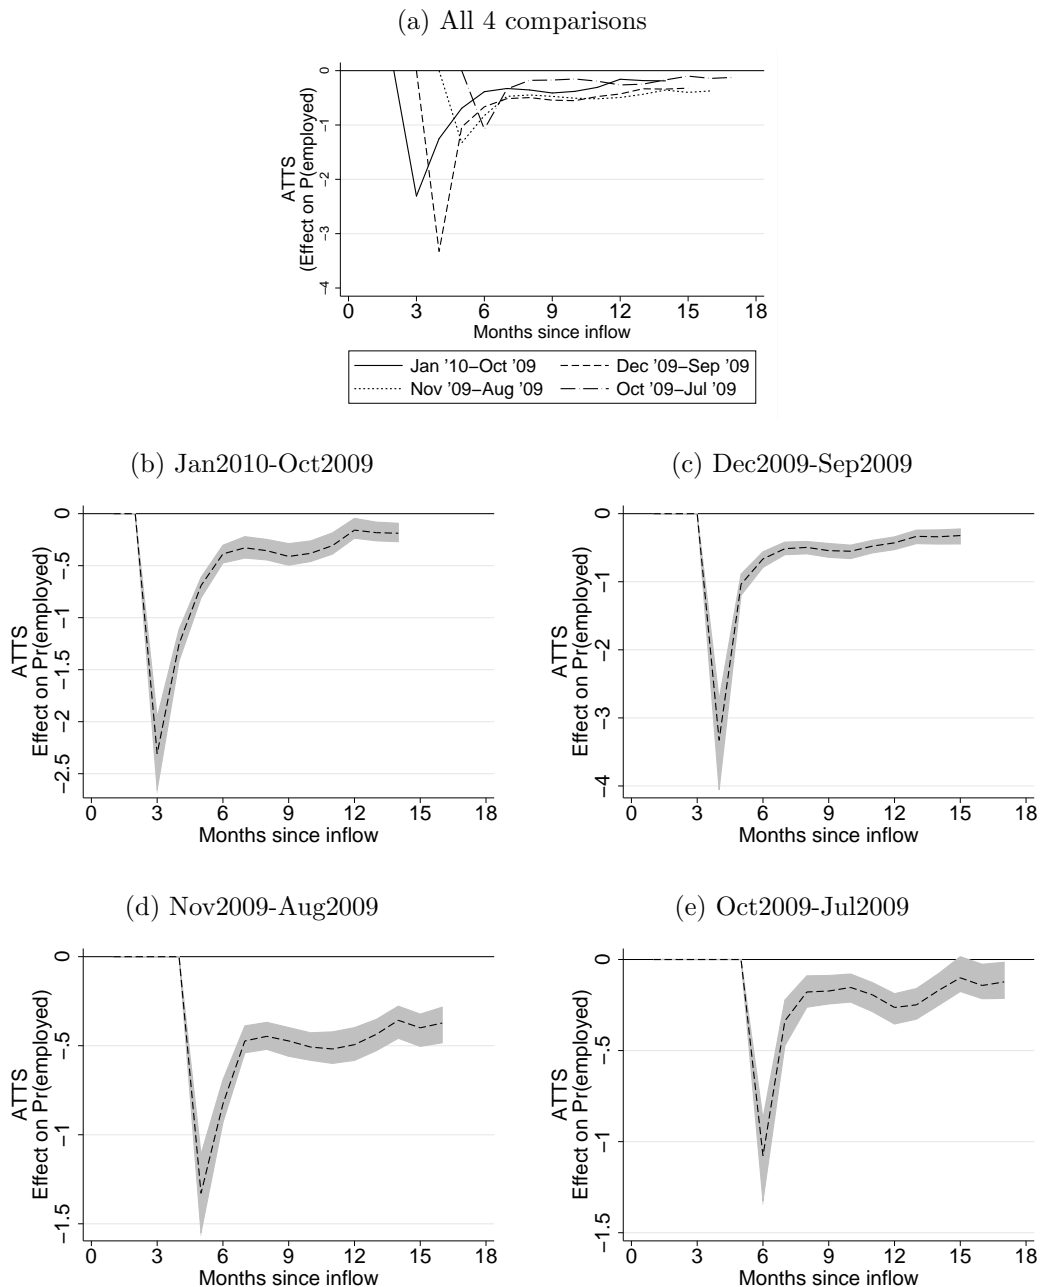 (a) All 4 comparisons
ATTS
(Effect on P(employed)
0
−1
−2
−3
−4
0 3 6 9 12 15 18
Months since inflow
Jan ’10−Oct ’09 Dec ’09−Sep ’09
Nov ’09−Aug ’09 Oct ’09−Jul ’09
(b) Jan2010-Oct2009
ATTS
Effect on Pr(employed)
0
−.5
−1
−1.5
−2
−2.5
0 3 6 9 12 15 18
Months since inflow
(c) Dec2009-Sep2009
ATTS
Effect on Pr(employed)
0
−1
−2
−3
−4
0 3 6 9 12 15 18
Months since inflow
(d) Nov2009-Aug2009
ATTS
Effect on Pr(employed)
0
−.5
−1
−1.5
0 3 6 9 12 15 18
Months since inflow
(e) Oct2009-Jul2009
ATTS
Effect on Pr(employed)
0
−.5
−1
−1.5
0 3 6 9 12 15 18
Months since inflow